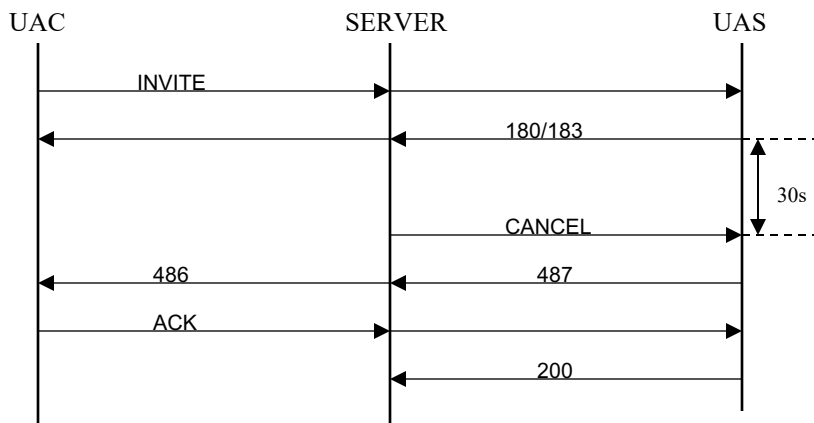 UAC SERVER UAS
INVITE
180/183
30s
CANCEL
486 487
ACK
200